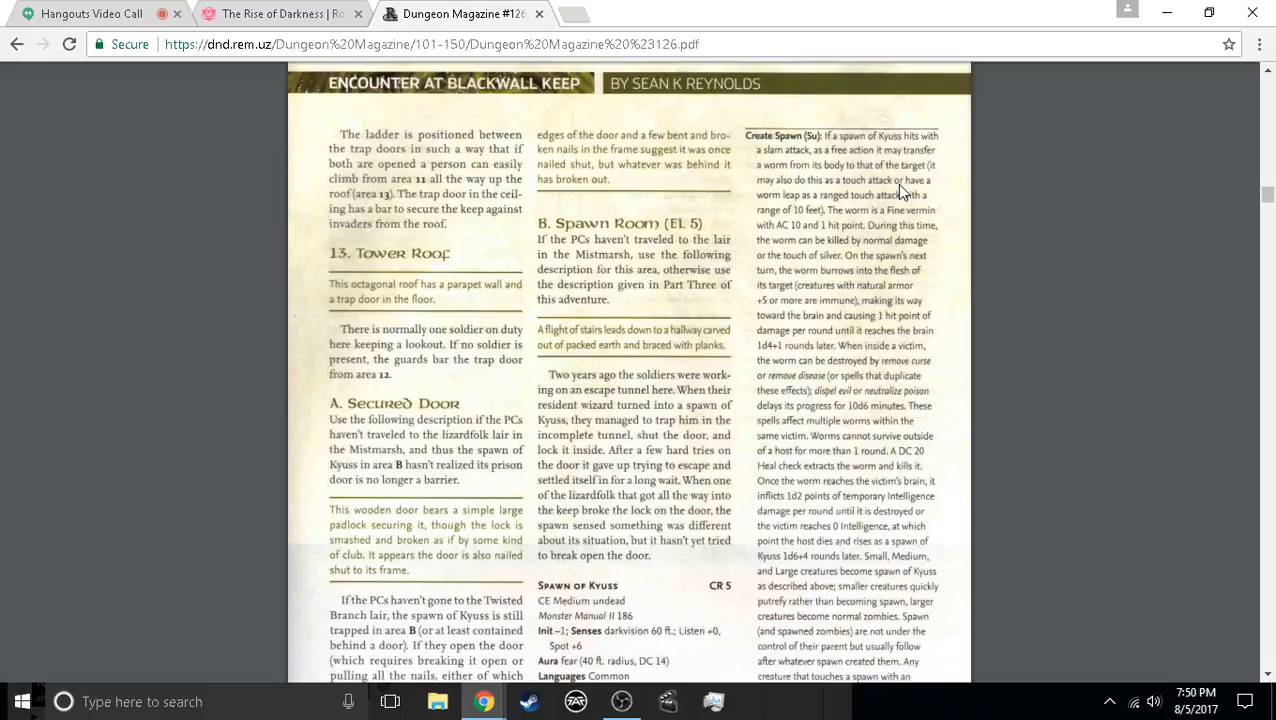 Hangouts Video Call
The Rise of Darkness | Ro
Dungeon Magazine #126
Secure
https://dnd.rem.uz/Dungeon%20Magazine/101-150/Dungeon%20Magazine%20%23126.pdf
ENCOUNTER AT BLACKWALL KEEP
BY SEAN K REYNOLDS
The ladder is positioned between
the trap doors in such a way that if
both are opened a person can easily
climb from area 11 all the way up the
roof (area 13). The trap door in the ceil-
ing has a bar to secure the keep against
invaders from the roof.
13. Tower Roof
This octagonal roof has a parapet wall and
a trap door in the floor.
There is normally one soldier on duty
here keeping a lookout. If no soldier is
present, the guards bar the trap door
from area 12.
A. Secured Door
Use the following description if the PCs
haven't traveled to the lizardfolk lair in
the Mistmarsh, and thus the spawn of
Kyuss in area B hasn't realized its prison
door is no longer a barrier.
This wooden door bears a simple large
padlock securing it, though the lock is
smashed and broken as if by some kind
of club. It appears the door is also nailed
shut to its frame.
If the PCs haven't gone to the Twisted
Branch lair, the spawn of Kyuss is still
trapped in area B (or at least contained
behind a door). If they open the door
(which requires breaking it open or
pulling all the nails, either of which
edges of the door and a few bent and bro-
ken nails in the frame suggest it was once
nailed shut, but whatever was behind it
has broken out.
B. Spawn Room (EL 5)
If the PCs haven't traveled to the lair
in the Mistmarsh, use the following
description for this area, otherwise use
the description given in Part Three of
this adventure.
A flight of stairs leads down to a hallway carved
out of packed earth and braced with planks.
Two years ago the soldiers were work-
ing on an escape tunnel here. When their
resident wizard turned into a spawn of
Kyuss, they managed to trap him in the
incomplete tunnel, shut the door, and
lock it inside. After a few hard tries on
the door it gave up trying to escape and
settled itself in for a long wait. When one
of the lizardfolk that got all the way into
the keep broke the lock on the door, the
spawn sensed something was different
about its situation, but it hasn't yet tried
to break open the door.
Spawn of Kyuss CR 5
CE Medium undead
Monster Manual II 186
Init –1; Senses darkvision 60 ft.; Listen +0,
Spot +6
Aura fear (40 ft. radius, DC 14)
Languages Common
Create Spawn (Su): If a spawn of Kyuss hits with
a slam attack, as a free action it may transfer
a worm from its body to that of the target (it
may also do this as a touch attack or have a
worm leap as a ranged touch attack with a
range of 10 feet). The worm is a Fine vermin
with AC 10 and 1 hit point. During this time,
the worm can be killed by normal damage
or the touch of silver. On the spawn's next
turn, the worm burrows into the flesh of
its target (creatures with natural armor
+5 or more are immune), making its way
toward the brain and causing 1 hit point of
damage per round until it reaches the brain
1d4+1 rounds later. When inside a victim,
the worm can be destroyed by remove curse
or remove disease (or spells that duplicate
these effects); dispel evil or neutralize poison
delays its progress for 10d6 minutes. These
spells affect multiple worms within the
same victim. Worms cannot survive outside
of a host for more than 1 round. A DC 20
Heal check extracts the worm and kills it.
Once the worm reaches the victim's brain, it
inflicts 1d2 points of temporary Intelligence
damage per round until it is destroyed or
the victim reaches 0 Intelligence, at which
point the host dies and rises as a spawn of
Kyuss 1d6+4 rounds later. Small, Medium,
and Large creatures become spawn of Kyuss
as described above; smaller creatures quickly
putrefy rather than becoming spawn, larger
creatures become normal zombies. Spawn
(and spawned zombies) are not under the
control of their parent but usually follow
after whatever spawn created them. Any
creature that touches a spawn with an
Type here to search
7:50 PM
8/5/2017